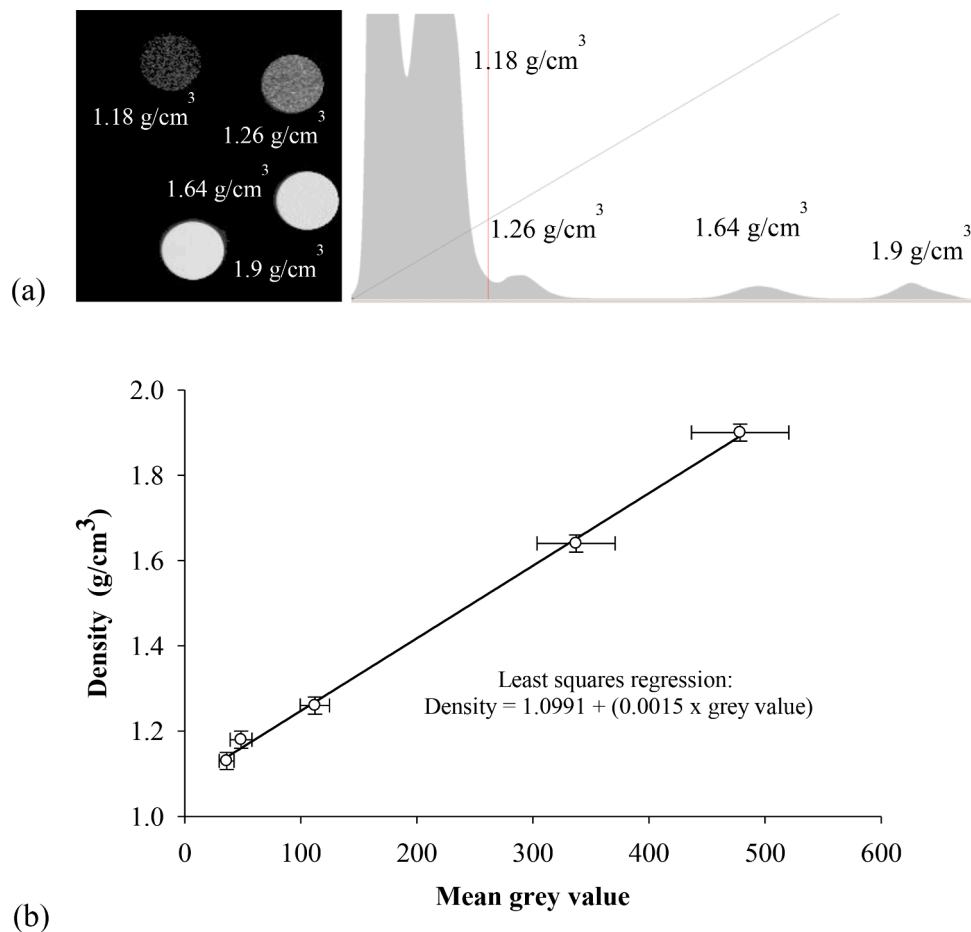 1.18 g/cm³
1.26 g/cm³
1.64 g/cm³
1.9 g/cm³
1.18 g/cm³
1.26 g/cm³
1.64 g/cm³
1.9 g/cm³
(a)
2.0
1.8
1.6
1.4
1.2
1.0
Density (g/cm³)
Least squares regression:
Density = 1.0991 + (0.0015 x grey value)
0 100 200 300 400 500 600
Mean grey value
(b)